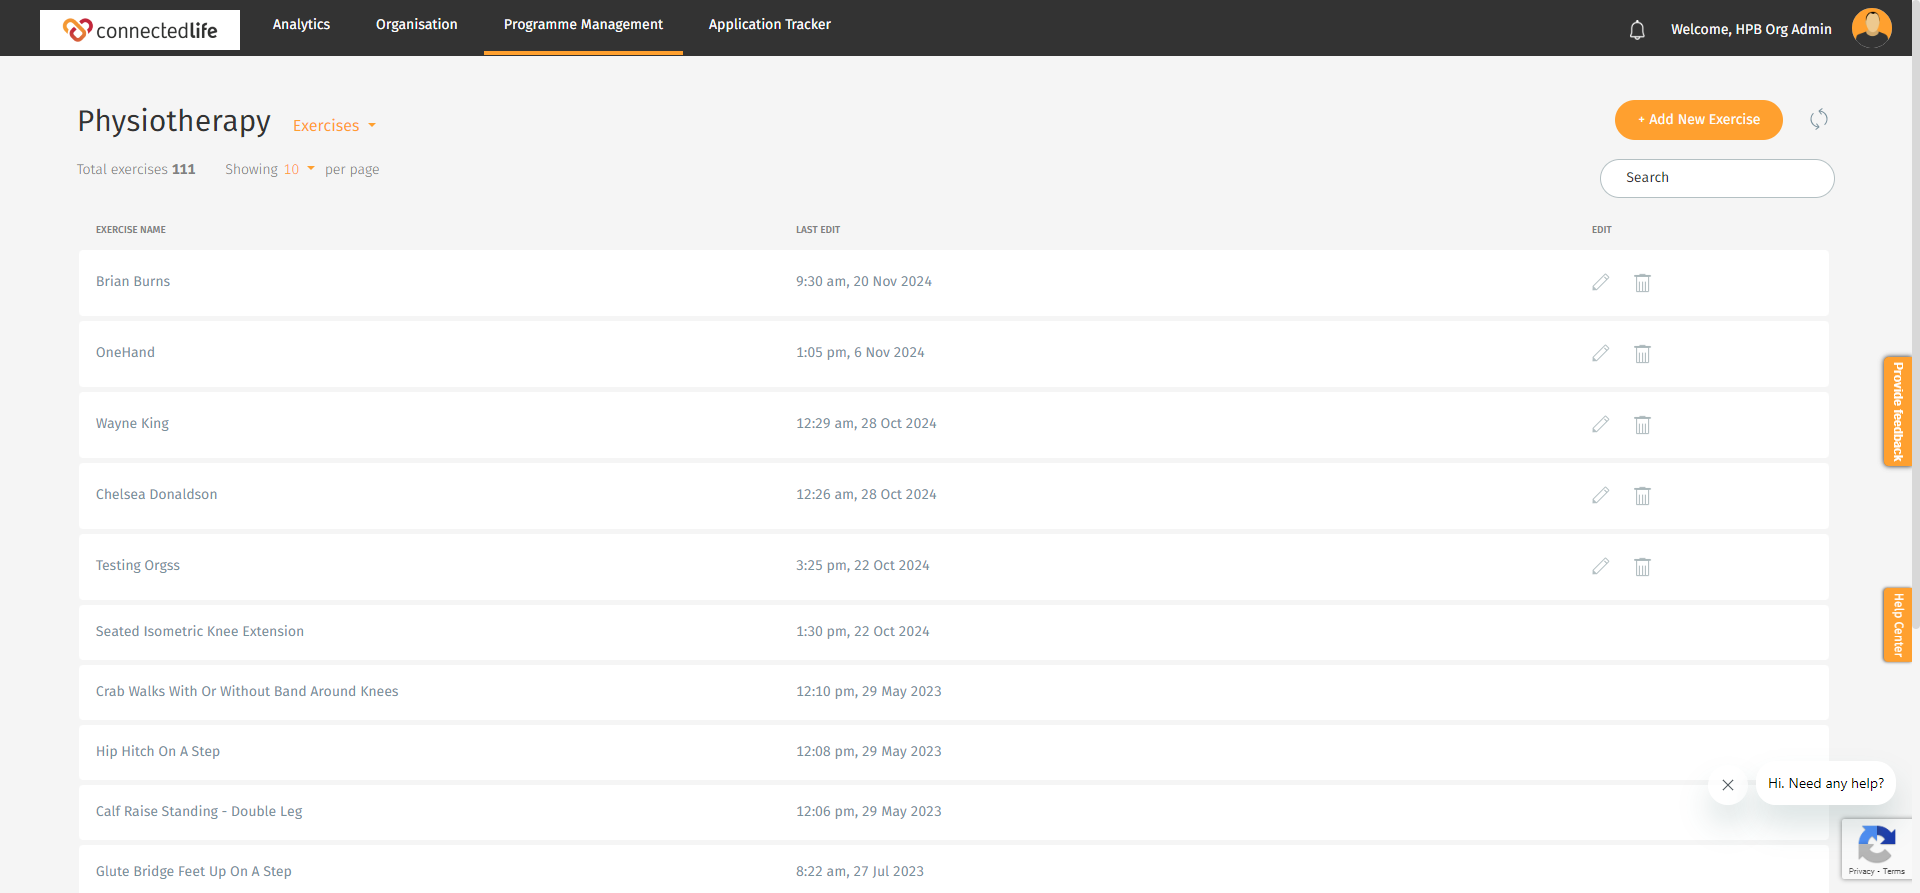 connectedlife
Analytics
Organisation
Programme Management
Application Tracker
Welcome, HPB Org Admin
Physiotherapy
Exercises
+ Add New Exercise
Total exercises 111
Showing 10 per page
Search
EXERCISE NAME
LAST EDIT
EDIT
Brian Burns
9:30 am, 20 Nov 2024
OneHand
1:05 pm, 6 Nov 2024
Wayne King
12:29 am, 28 Oct 2024
Chelsea Donaldson
12:26 am, 28 Oct 2024
Testing Orgss
3:25 pm, 22 Oct 2024
Seated Isometric Knee Extension
1:30 pm, 22 Oct 2024
Crab Walks With Or Without Band Around Knees
12:10 pm, 29 May 2023
Hip Hitch On A Step
12:08 pm, 29 May 2023
Calf Raise Standing - Double Leg
12:06 pm, 29 May 2023
Glute Bridge Feet Up On A Step
8:22 am, 27 Jul 2023
Provide feedback
Help Center
Hi. Need any help?
Privacy - Terms